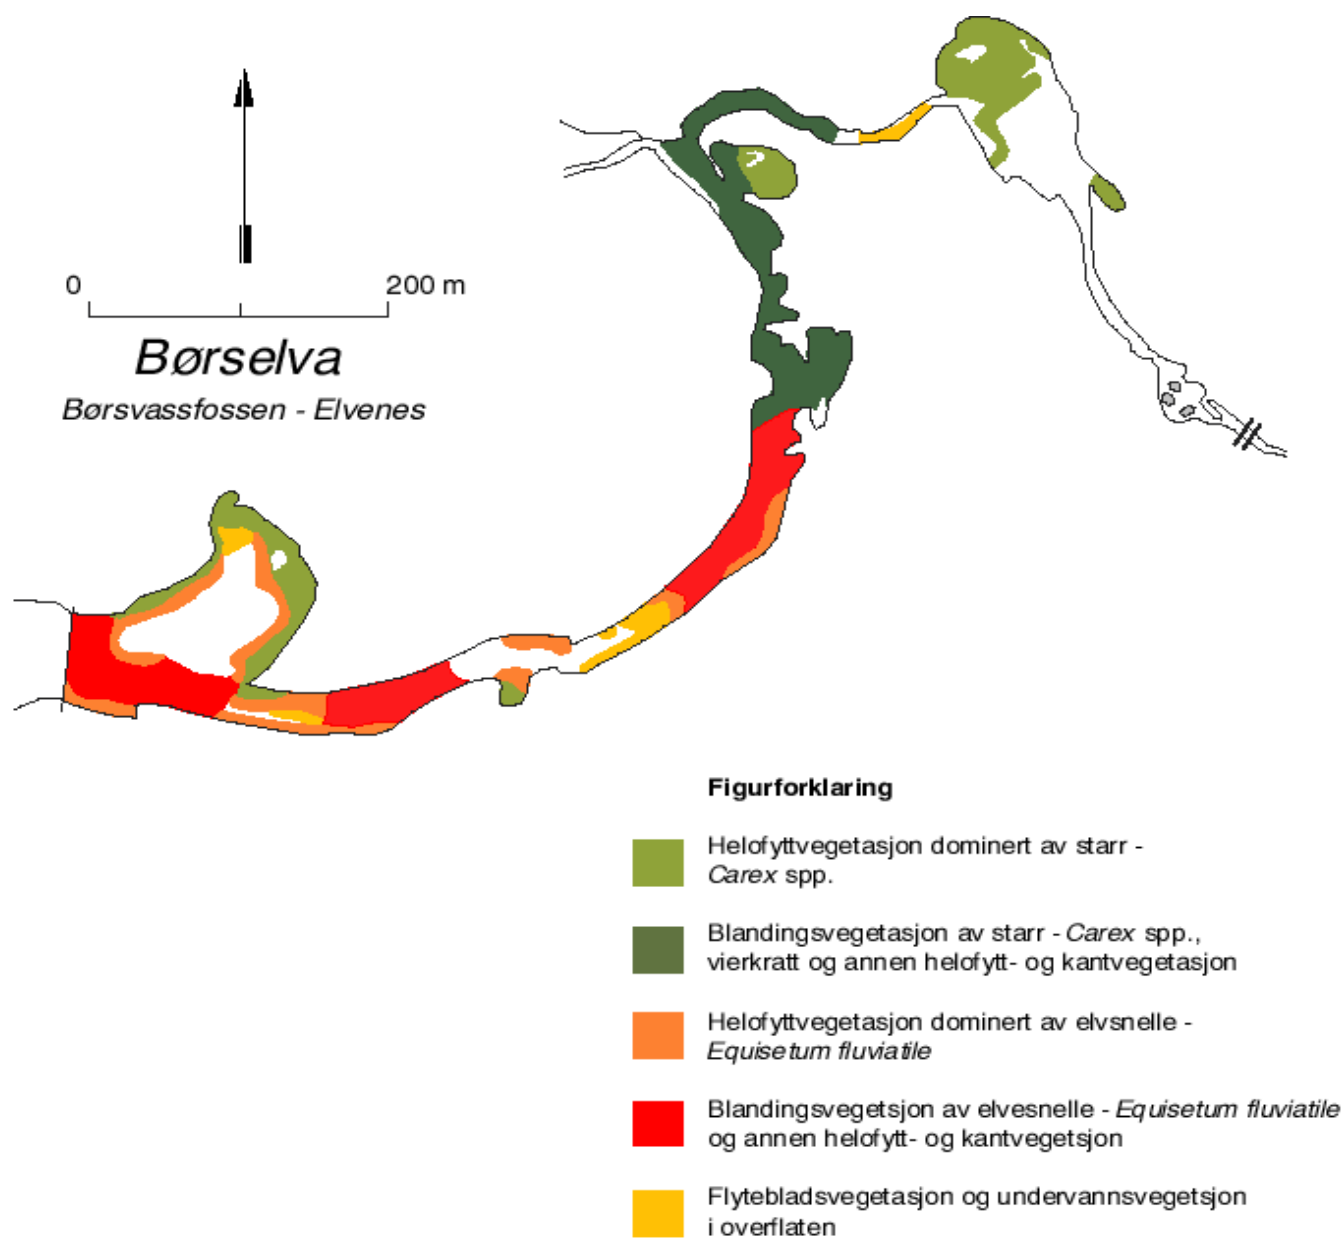 0 200 m
Børselva
Børsvassfossen - Elvenes
Figurforklaring
Helofyttvegetasjon dominert av starr -
Carex spp.
Blandingsvegetasjon av starr - Carex spp.,
vierkratt og annen helofytt- og kantvegetasjon
Helofyttvegetasjon dominert av elvsnelle -
Equisetum fluviatile
Blandingsvegetsjon av elvesnelle - Equisetum fluviatile
og annen helofytt- og kantvegetsjon
Flytebladsvegetasjon og undervannsvegetsjon
i overflaten